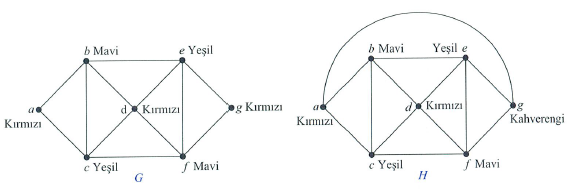 b Mavi
e Yeşil
a
Kırmızı
d Kırmızı
g Kırmızı
c Yeşil
f Mavi
G
b Mavi
Yeşil e
a
Kırmızı
d Kırmızı
g
Kahverengi
c Yeşil
f Mavi
H